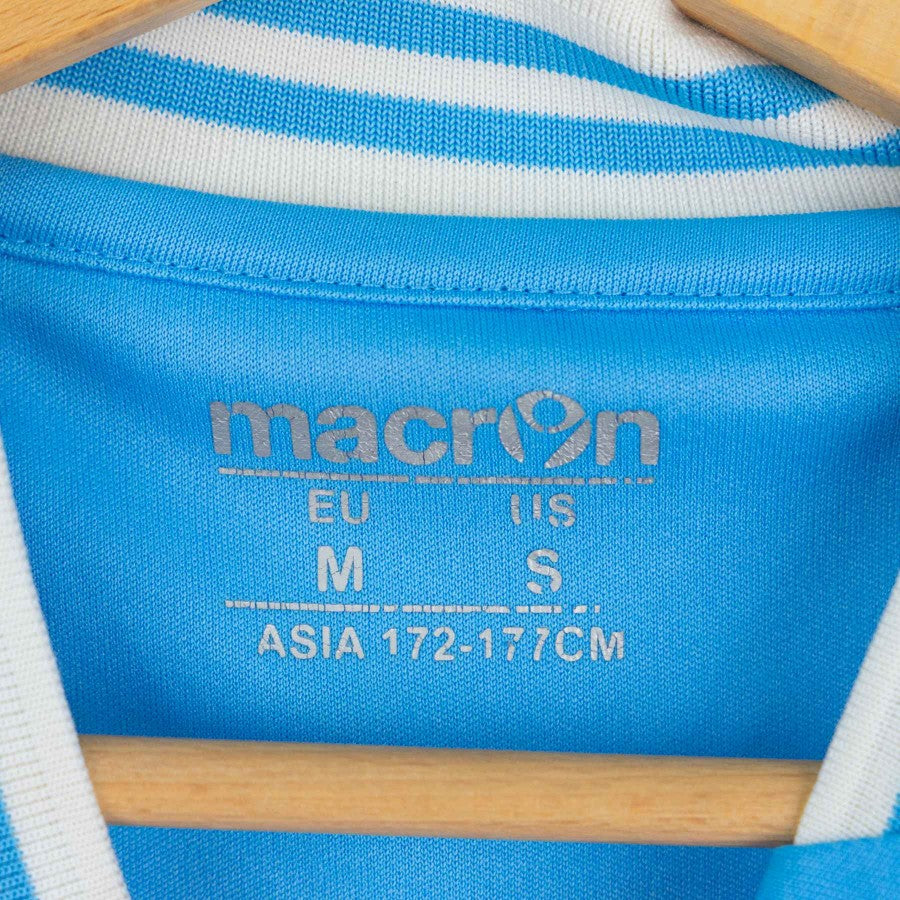 macron
EU US
M S
ASIA 172-177CM